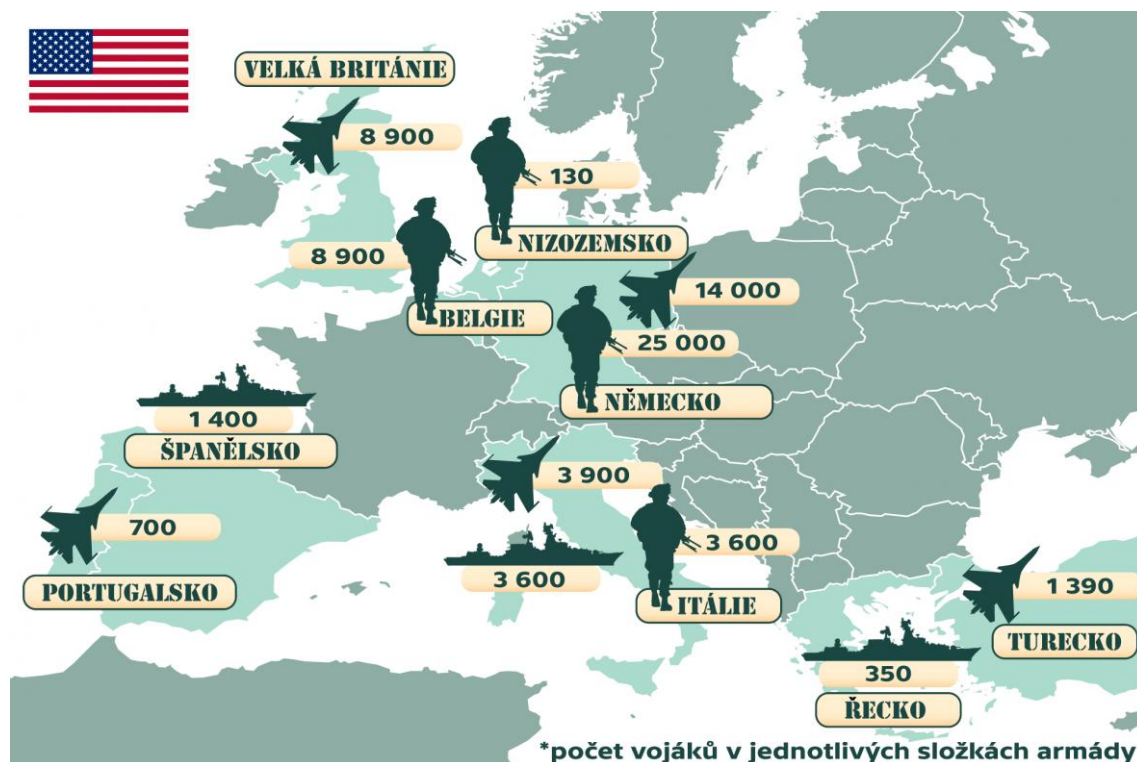 VELKÁ BRITÁNIE
8 900
130
NIZOZEMSKO
8 900
BELGIE
14 000
25 000
NĚMECKO
1 400
ŠPANĚLSKO
3 900
700
PORTUGALSKO
3 600
3 600
ITÁLIE
1 390
TURECKO
350
ŘECKO
*počet vojáků v jednotlivých složkách armády